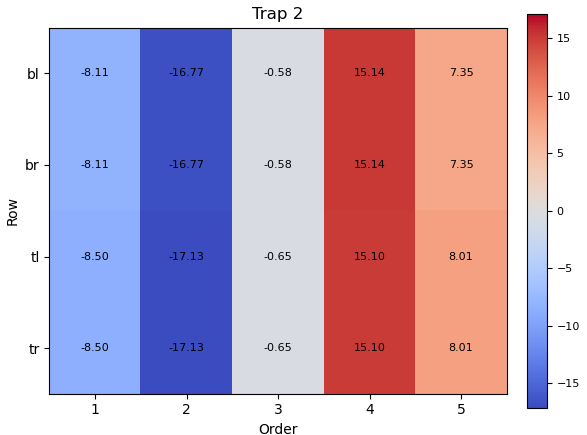 Trap 2
bl -8.11 -16.77 -0.58 15.14 7.35
br -8.11 -16.77 -0.58 15.14 7.35
tl -8.50 -17.13 -0.65 15.10 8.01
tr -8.50 -17.13 -0.65 15.10 8.01
1 2 3 4 5
Order
Row
15
10
5
0
−5
−10
−15